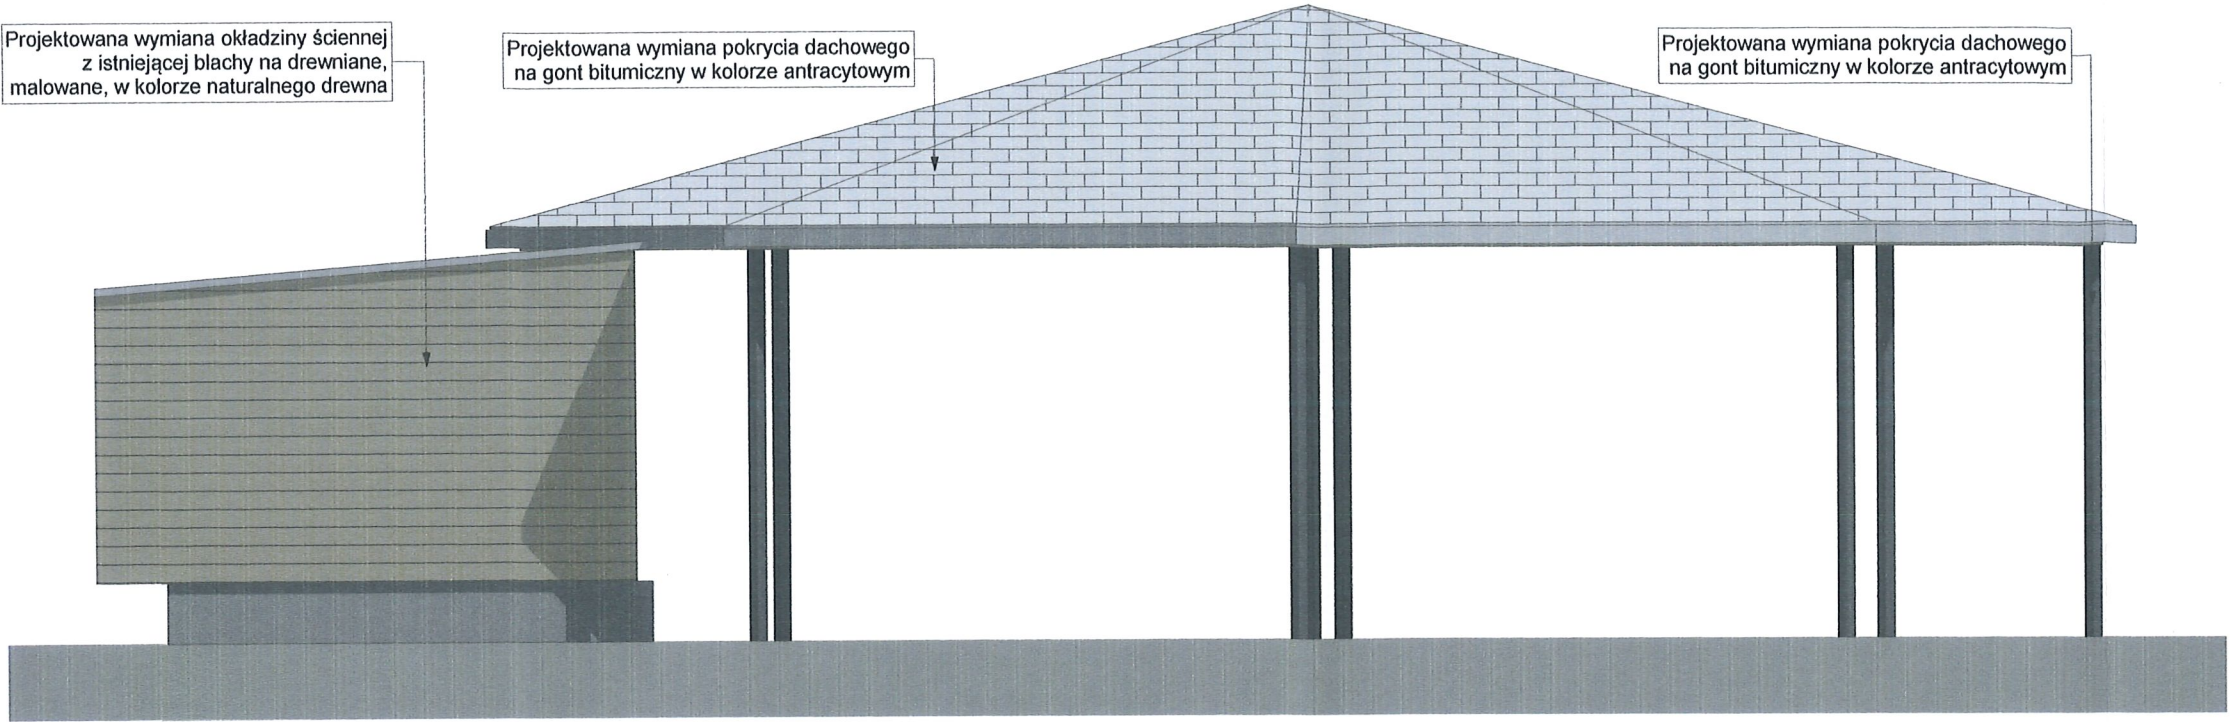 Projektowana wymiana okładziny ściennej
z istniejącej blachy na drewniane,
malowane, w kolorze naturalnego drewna
Projektowana wymiana pokrycia dachowego
na gont bitumiczny w kolorze antracytowym
Projektowana wymiana pokrycia dachowego
na gont bitumiczny w kolorze antracytowym